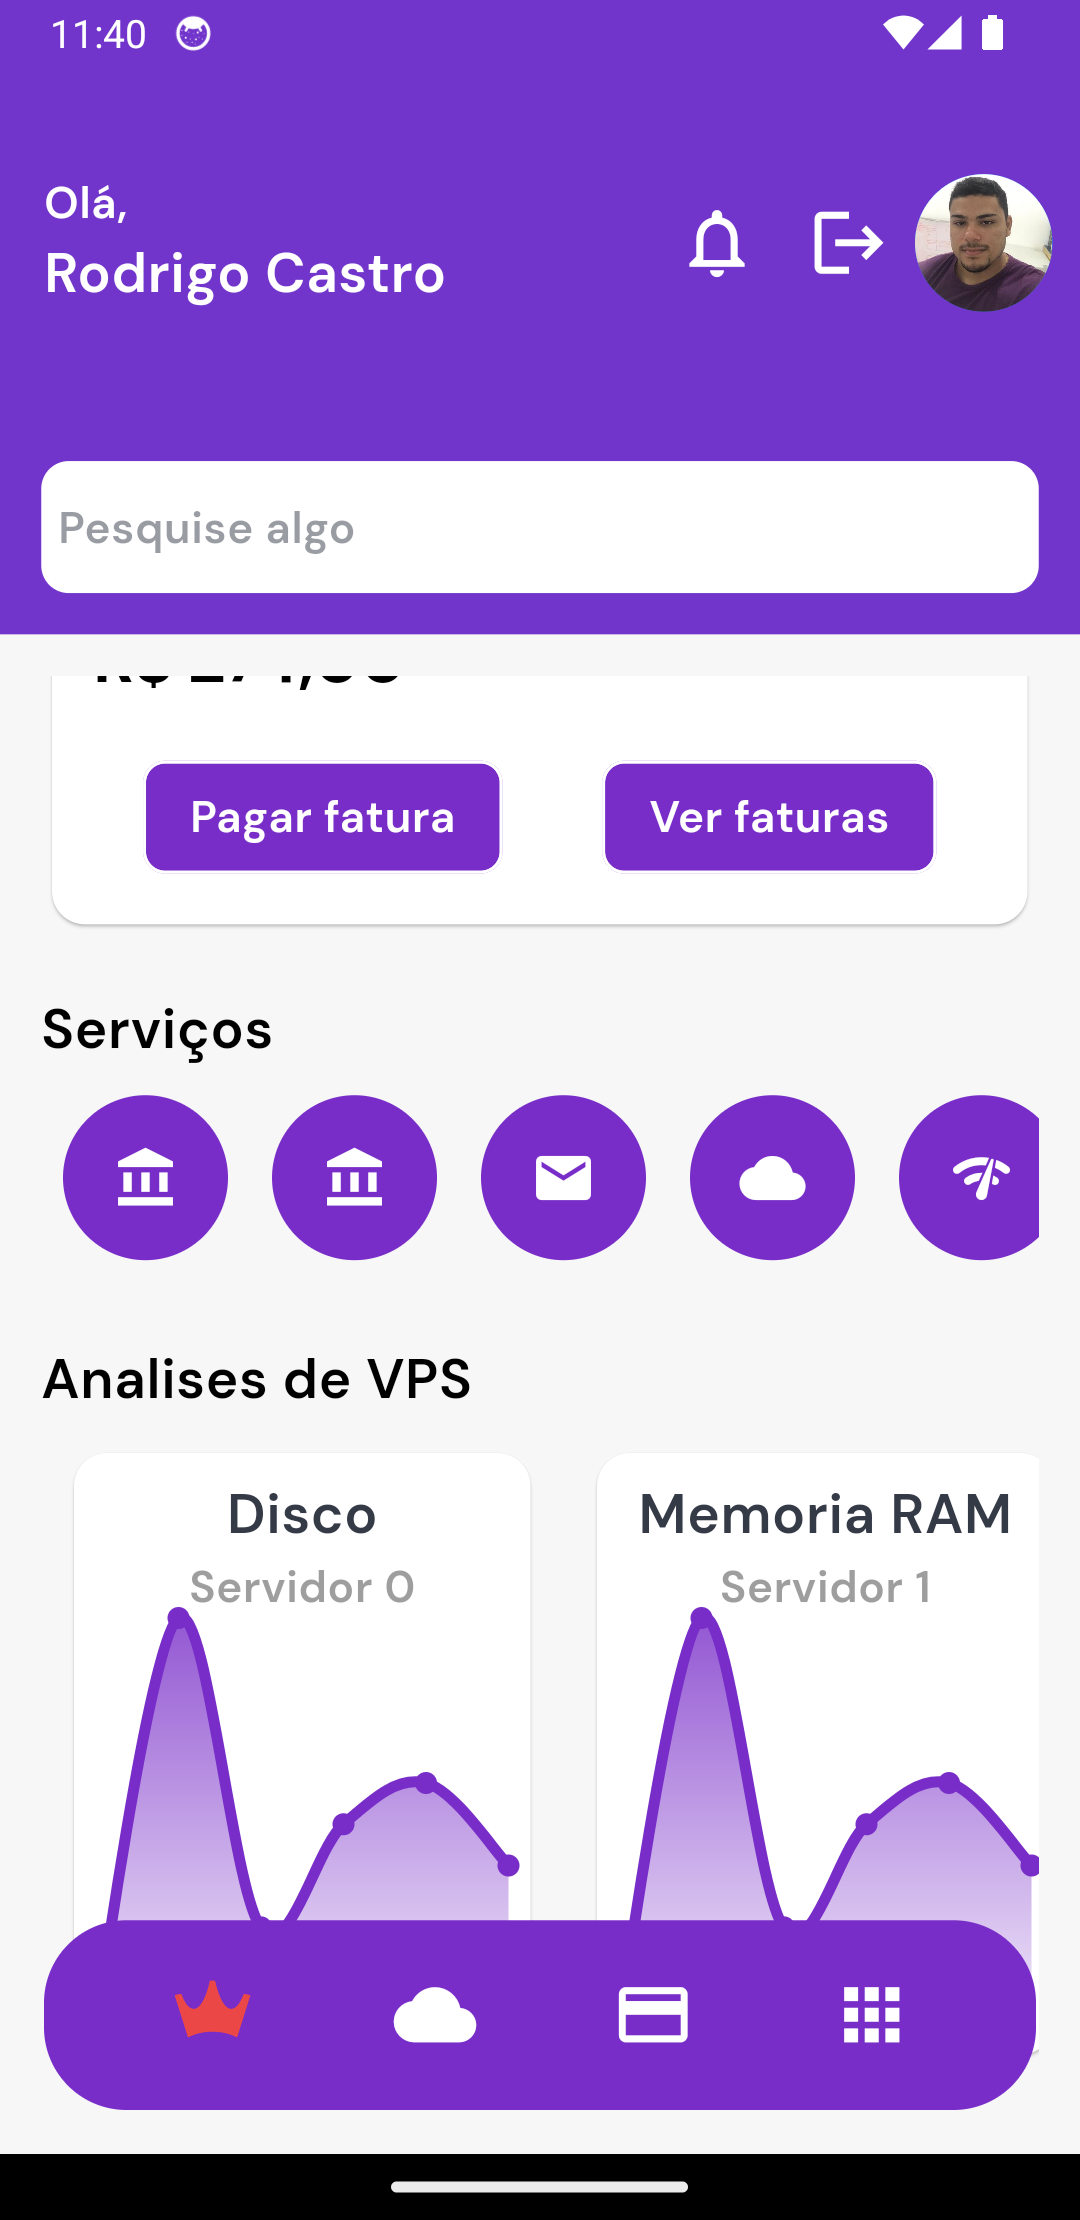 11:40
Olá,
Rodrigo Castro
Pesquise algo
Pagar fatura
Ver faturas
Serviços
Analises de VPS
Disco
Servidor 0
Memoria RAM
Servidor 1